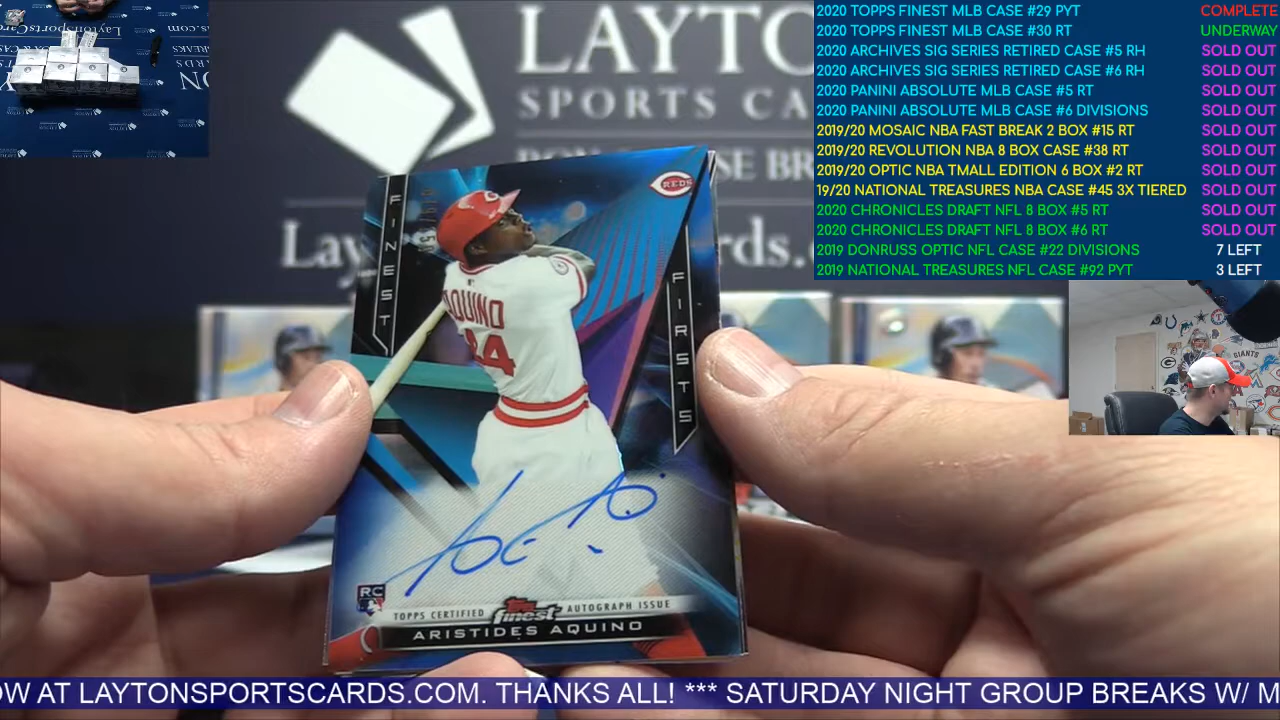 2020 TOPPS FINEST MLB CASE #29 PYT COMPLETE
2020 TOPPS FINEST MLB CASE #30 RT UNDERWAY
2020 ARCHIVES SIG SERIES RETIRED CASE #5 RH SOLD OUT
2020 ARCHIVES SIG SERIES RETIRED CASE #6 RH SOLD OUT
2020 PANINI ABSOLUTE MLB CASE #5 RT SOLD OUT
2020 PANINI ABSOLUTE MLB CASE #6 DIVISIONS SOLD OUT
2019/20 MOSAIC NBA FAST BREAK 2 BOX #15 RT SOLD OUT
2019/20 REVOLUTION NBA 8 BOX CASE #38 RT SOLD OUT
2019/20 OPTIC NBA TMALL EDITION 6 BOX #2 RT SOLD OUT
19/20 NATIONAL TREASURES NBA CASE #45 3X TIERED SOLD OUT
2020 CHRONICLES DRAFT NFL 8 BOX #5 RT SOLD OUT
2020 CHRONICLES DRAFT NFL 8 BOX #6 RT SOLD OUT
2019 DONRUSS OPTIC NFL CASE #22 DIVISIONS 7 LEFT
2019 NATIONAL TREASURES NFL CASE #92 PYT 3 LEFT
LAYTO
SPORTS CA
Lay
ds.com
FINEST
REDS
FIRSTS
AQUINO
44
GIANTS
RC
TOPPS CERTIFIED AUTOGRAPH ISSUE
Topps finest
ARISTIDES AQUINO
OW AT LAYTONSPORTSCARDS.COM. THANKS ALL! *** SATURDAY NIGHT GROUP BREAKS W/ M